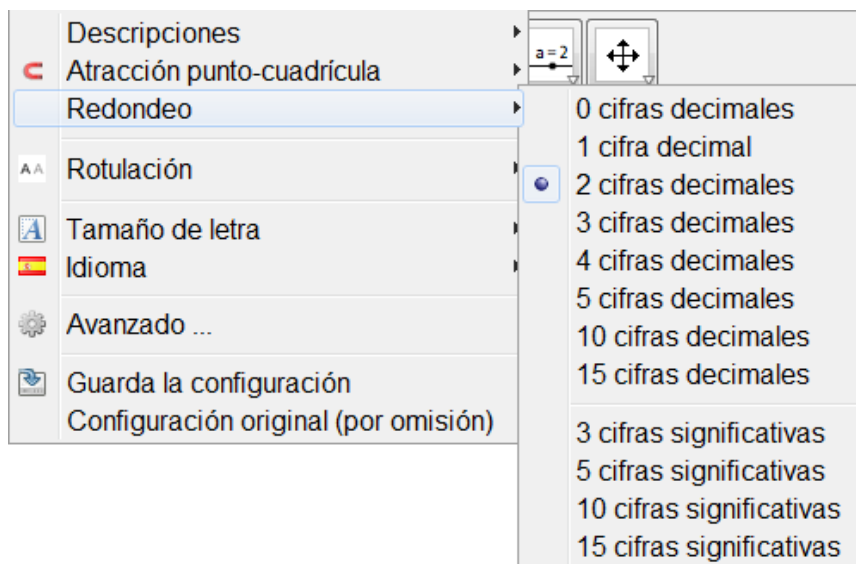 Descripciones
Atracción punto-cuadrícula
Redondeo
AA Rotulación
A Tamaño de letra
Idioma
Avanzado ...
Guarda la configuración
Configuración original (por omisión)
a=2
0 cifras decimales
1 cifra decimal
2 cifras decimales
3 cifras decimales
4 cifras decimales
5 cifras decimales
10 cifras decimales
15 cifras decimales
3 cifras significativas
5 cifras significativas
10 cifras significativas
15 cifras significativas